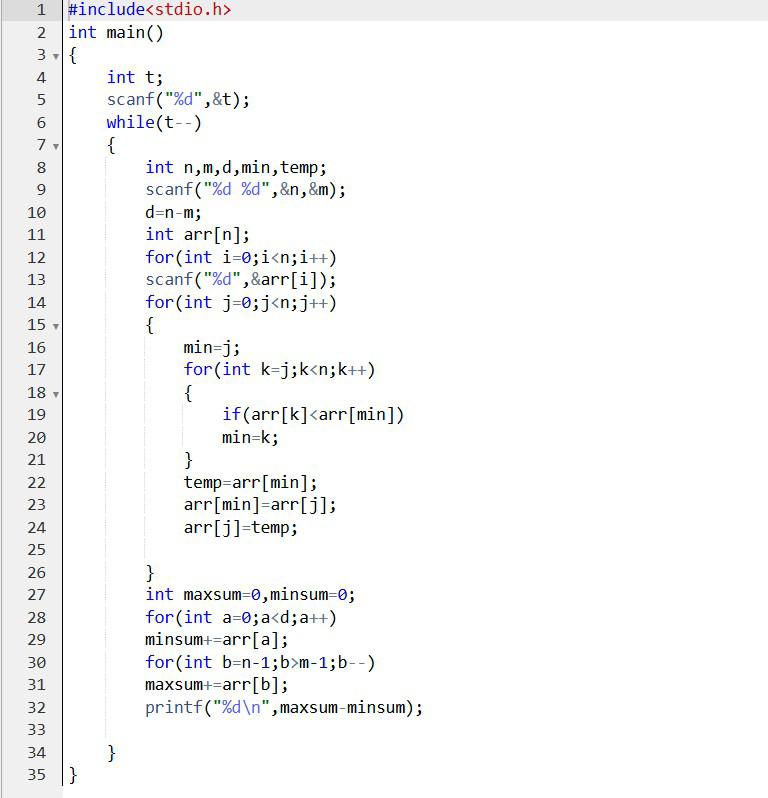 1 #include<stdio.h>
2 int main()
3 {
4     int t;
5     scanf("%d",&t);
6     while(t--)
7     {
8         int n,m,d,min,temp;
9         scanf("%d %d",&n,&m);
10         d=n-m;
11         int arr[n];
12         for(int i=0;i<n;i++)
13         scanf("%d",&arr[i]);
14         for(int j=0;j<n;j++)
15         {
16             min=j;
17             for(int k=j;k<n;k++)
18             {
19                 if(arr[k]<arr[min])
20                 min=k;
21             }
22             temp=arr[min];
23             arr[min]=arr[j];
24             arr[j]=temp;
25
26         }
27         int maxsum=0,minsum=0;
28         for(int a=0;a<d;a++)
29         minsum+=arr[a];
30         for(int b=n-1;b>m-1;b--)
31         maxsum+=arr[b];
32         printf("%d\n",maxsum-minsum);
33
34     }
35 }